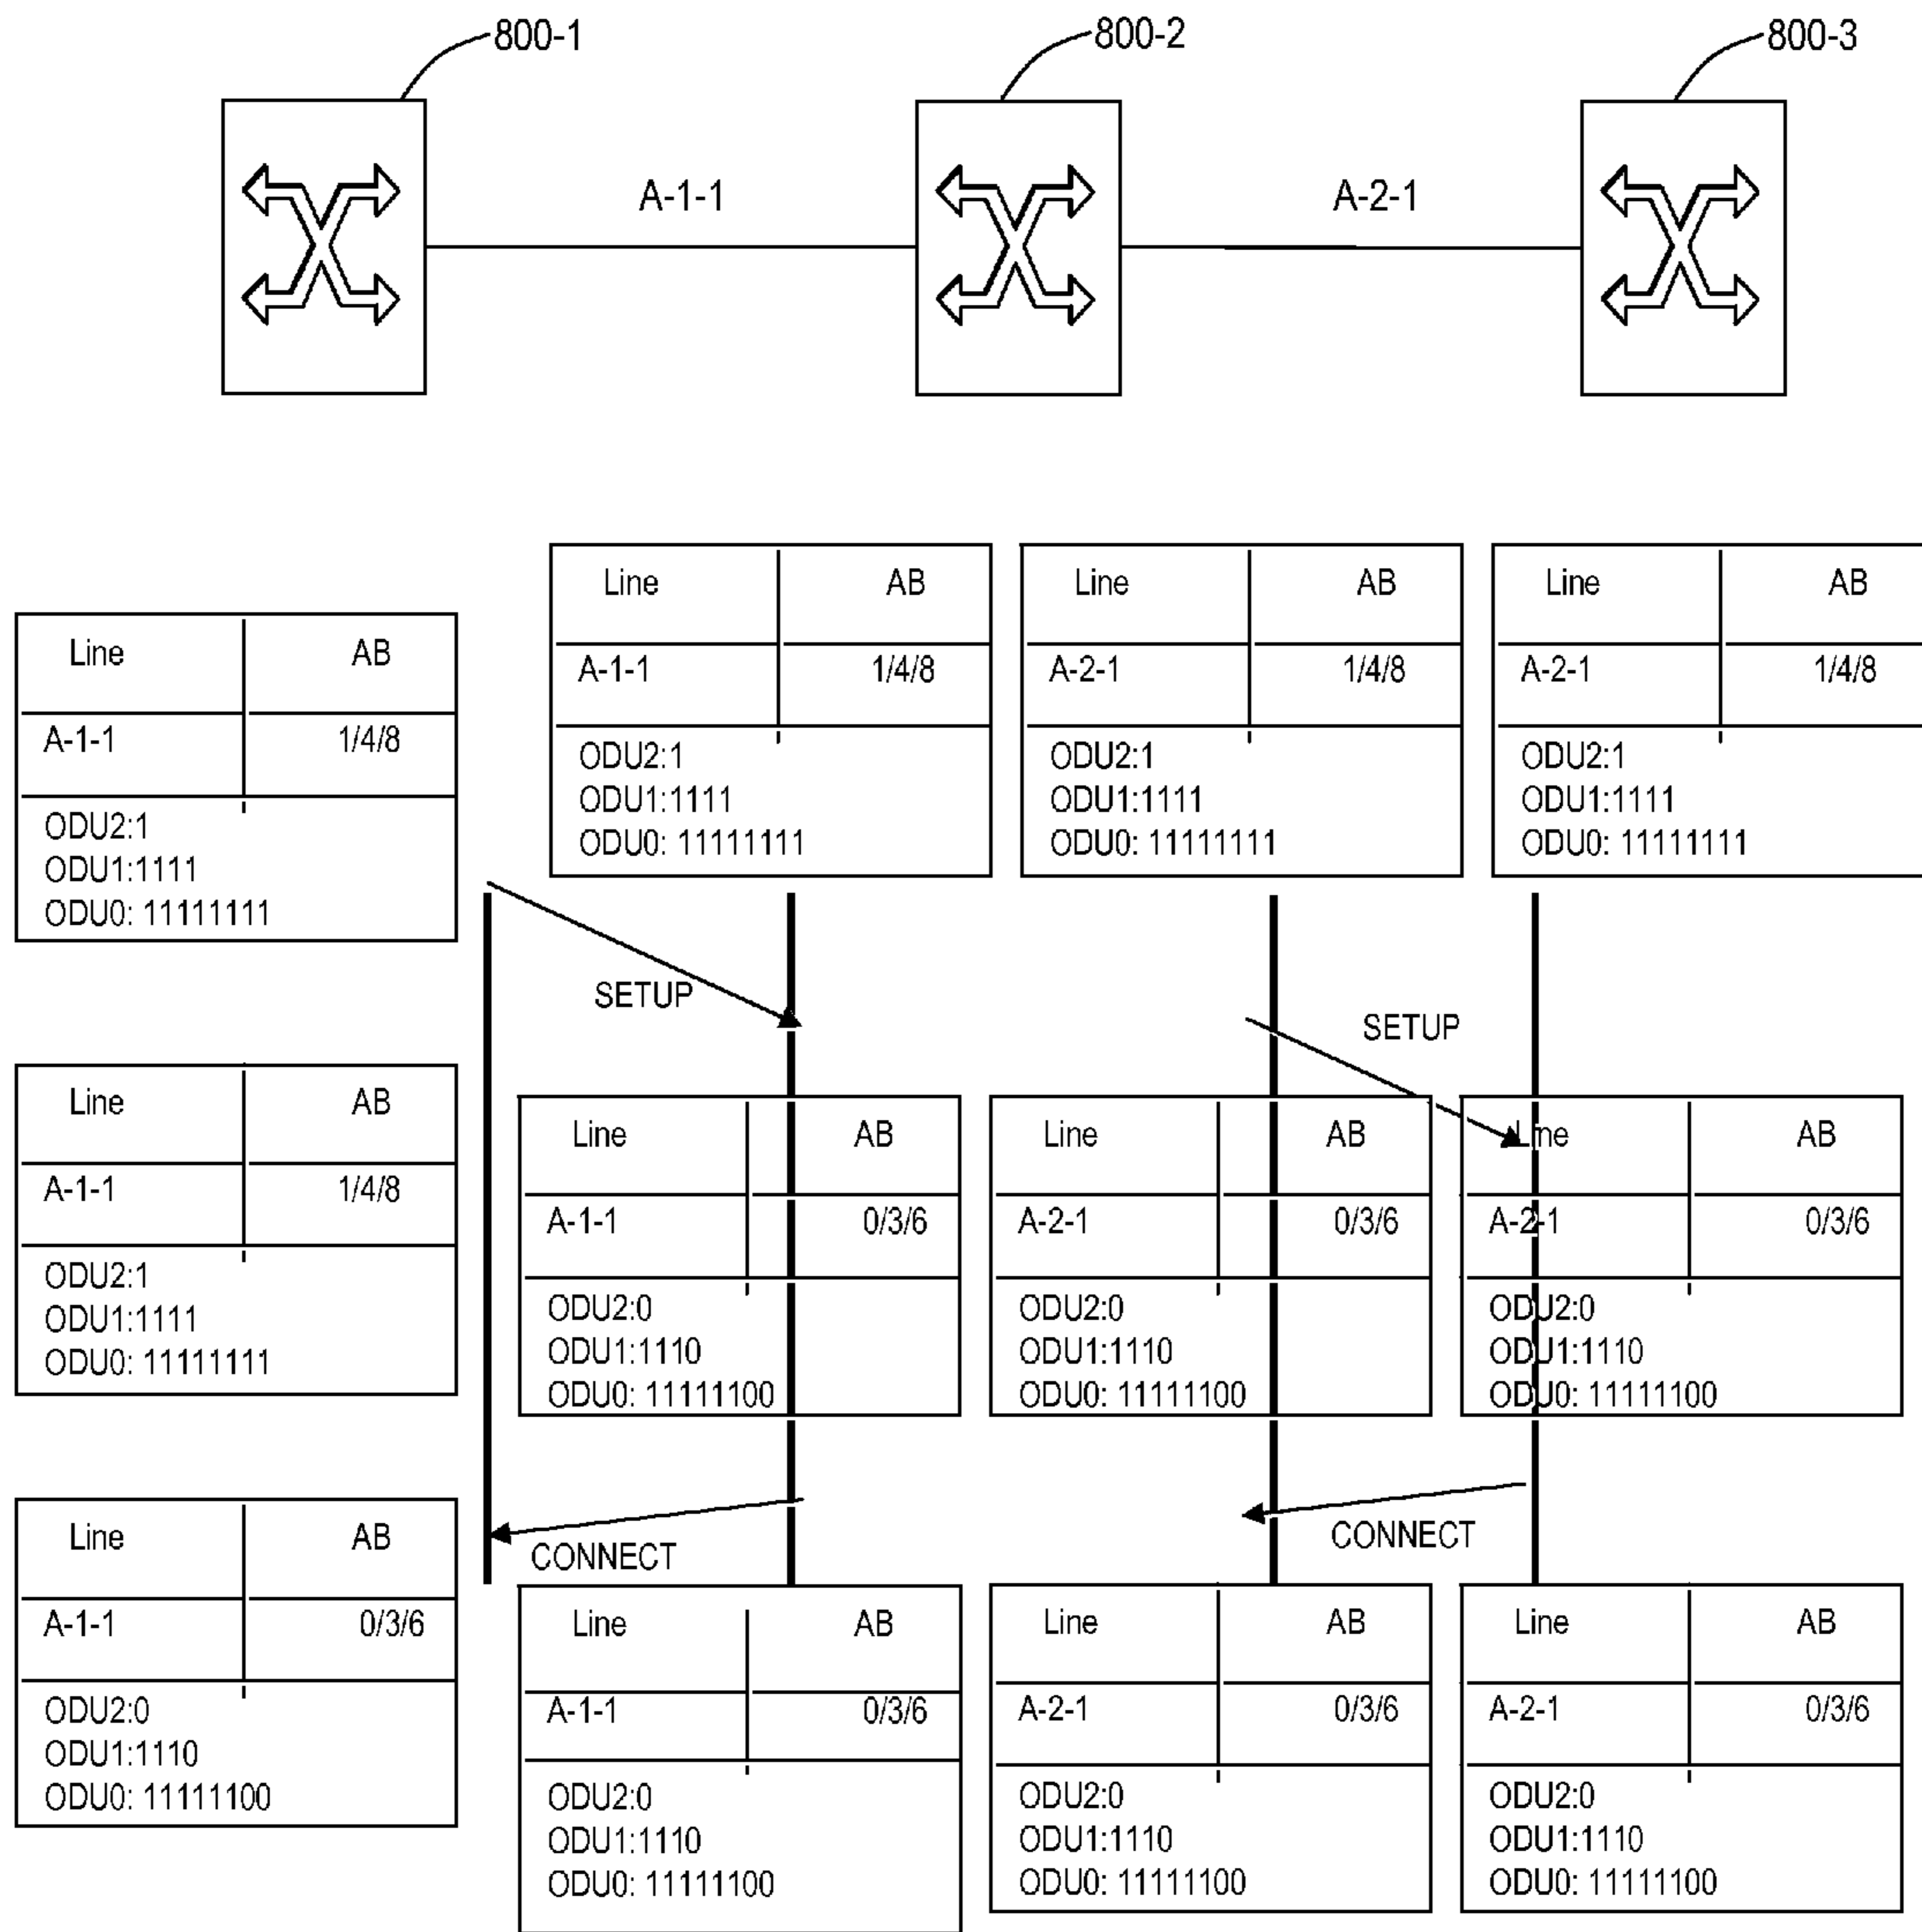 800-1
800-2
800-3
A-1-1
A-2-1
Line AB
A-1-1 1/4/8
ODU2:1
ODU1:1111
ODU0: 11111111
Line AB
A-1-1 1/4/8
ODU2:1
ODU1:1111
ODU0: 11111111
Line AB
A-2-1 1/4/8
ODU2:1
ODU1:1111
ODU0: 11111111
Line AB
A-2-1 1/4/8
ODU2:1
ODU1:1111
ODU0: 11111111
SETUP
SETUP
Line AB
A-1-1 1/4/8
ODU2:1
ODU1:1111
ODU0: 11111111
Line AB
A-1-1 0/3/6
ODU2:0
ODU1:1110
ODU0: 11111100
Line AB
A-2-1 0/3/6
ODU2:0
ODU1:1110
ODU0: 11111100
Line AB
A-2-1 0/3/6
ODU2:0
ODU1:1110
ODU0: 11111100
CONNECT
CONNECT
Line AB
A-1-1 0/3/6
ODU2:0
ODU1:1110
ODU0: 11111100
Line AB
A-1-1 0/3/6
ODU2:0
ODU1:1110
ODU0: 11111100
Line AB
A-2-1 0/3/6
ODU2:0
ODU1:1110
ODU0: 11111100
Line AB
A-2-1 0/3/6
ODU2:0
ODU1:1110
ODU0: 11111100